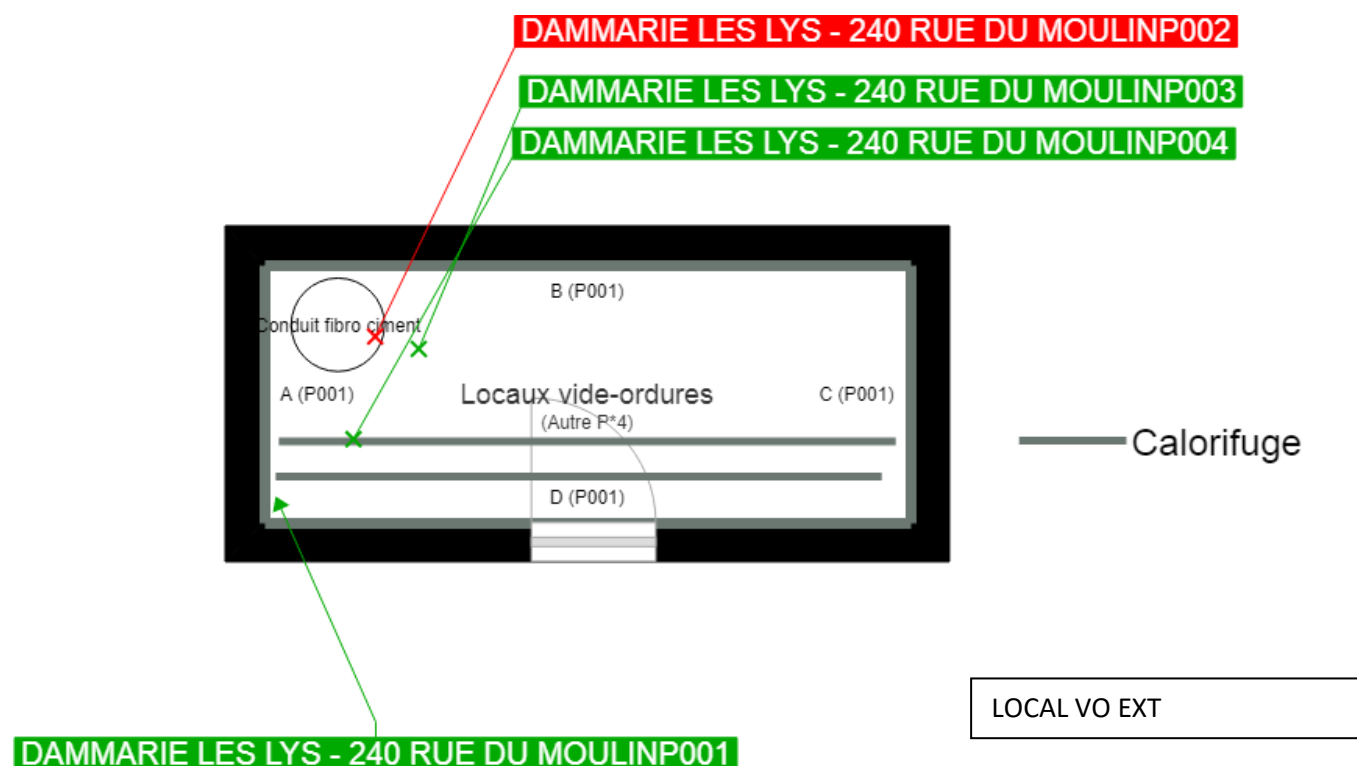 DAMMARIE LES LYS - 240 RUE DU MOULINP002
DAMMARIE LES LYS - 240 RUE DU MOULINP003
DAMMARIE LES LYS - 240 RUE DU MOULINP004
B (P001)
Conduit fibro ciment
A (P001)
Locaux vide-ordures
C (P001)
(Autre P*4)
Calorifuge
D (P001)
LOCAL VO EXT
DAMMARIE LES LYS - 240 RUE DU MOULINP001